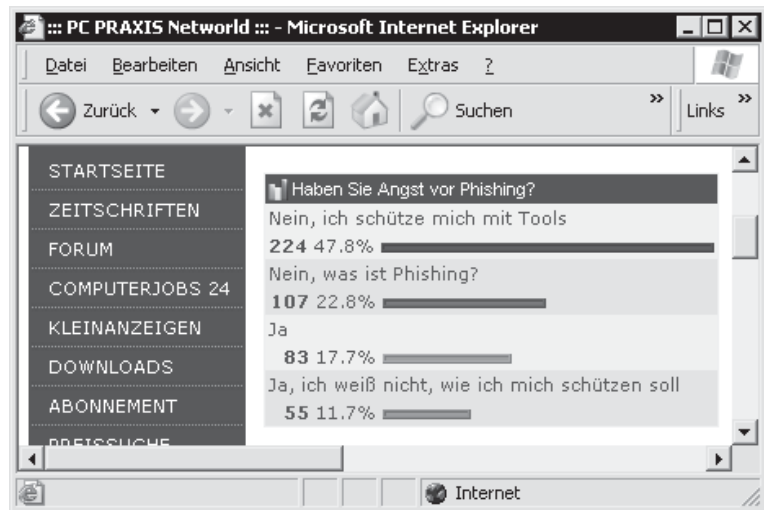 ::: PC PRAXIS Networld ::: - Microsoft Internet Explorer
Datei Bearbeiten Ansicht Favoriten Extras ?
Zurück Suchen » Links »
STARTSEITE
ZEITSCHRIFTEN
FORUM
COMPUTERJOBS 24
KLEINANZEIGEN
DOWNLOADS
ABONNEMENT
PREISSUCHE
Haben Sie Angst vor Phishing?
Nein, ich schütze mich mit Tools
224 47.8%
Nein, was ist Phishing?
107 22.8%
Ja
83 17.7%
Ja, ich weiß nicht, wie ich mich schützen soll
55 11.7%
Internet